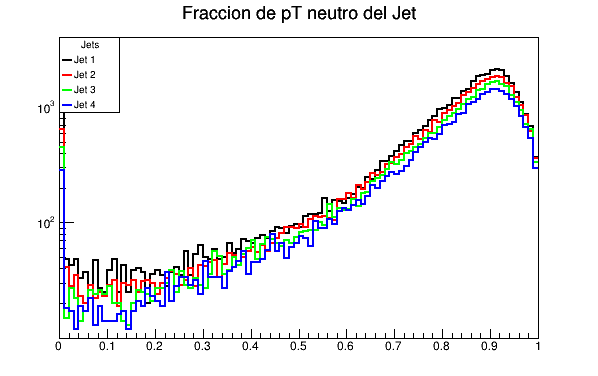 Fraccion de pT neutro del Jet
Jets
Jet 1
Jet 2
Jet 3
Jet 4
10³
10²
0 0.1 0.2 0.3 0.4 0.5 0.6 0.7 0.8 0.9 1